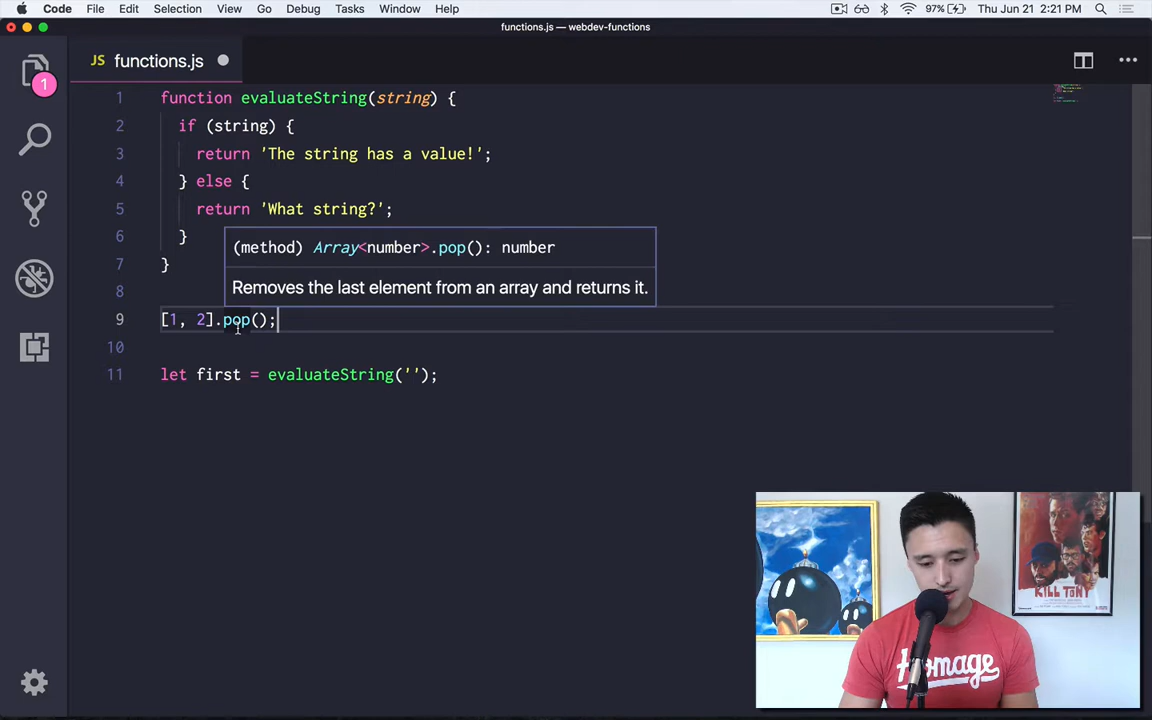 Code File Edit Selection View Go Debug Tasks Window Help 97% Thu Jun 21 2:21 PM
functions.js — webdev-functions
1
JS functions.js
1 function evaluateString(string) {
2 if (string) {
3 return 'The string has a value!';
4 } else {
5 return 'What string?';
6 }
7 }
8
(method) Array<number>.pop(): number
Removes the last element from an array and returns it.
9 [1, 2].pop();
10
11 let first = evaluateString('');
KILL TONY
Homage